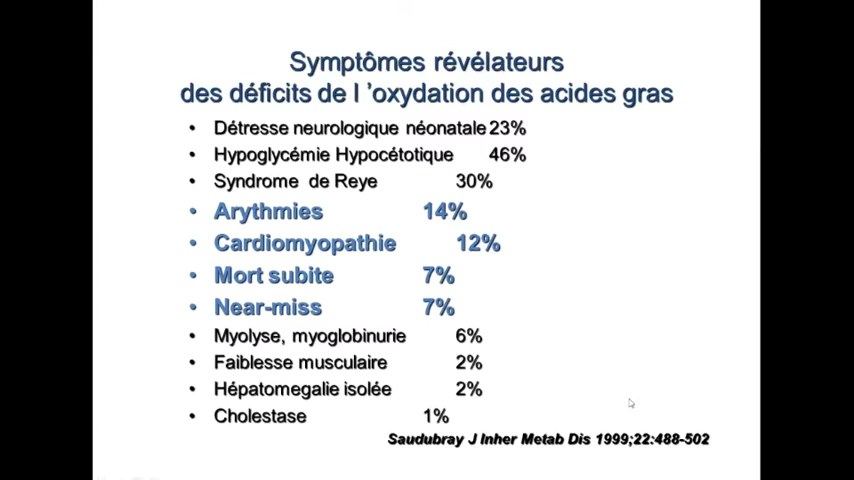 Symptômes révélateurs
des déficits de l ’oxydation des acides gras
• Détresse neurologique néonatale 23%
• Hypoglycémie Hypocétotique 46%
• Syndrome de Reye 30%
• Arythmies 14%
• Cardiomyopathie 12%
• Mort subite 7%
• Near-miss 7%
• Myolyse, myoglobinurie 6%
• Faiblesse musculaire 2%
• Hépatomegalie isolée 2%
• Cholestase 1%
Saudubray J Inher Metab Dis 1999;22:488-502